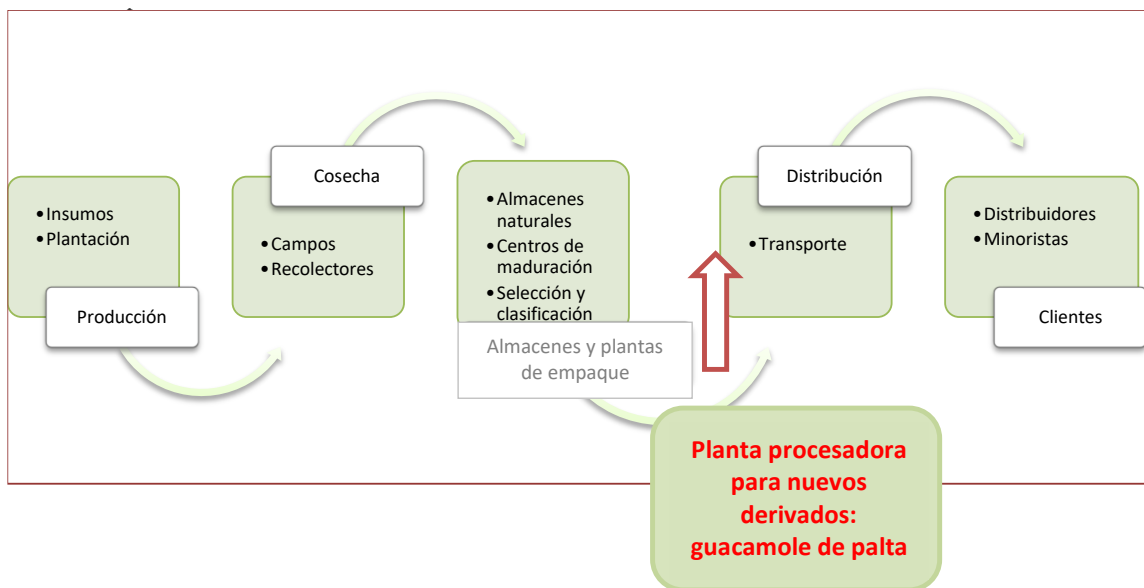 • Insumos
• Plantación
Producción
Cosecha
• Campos
• Recolectores
• Almacenes
naturales
• Centros de
maduración
• Selección y
clasificación
Almacenes y plantas
de empaque
Distribución
• Transporte
• Distribuidores
• Minoristas
Clientes
Planta procesadora
para nuevos
derivados:
guacamole de palta